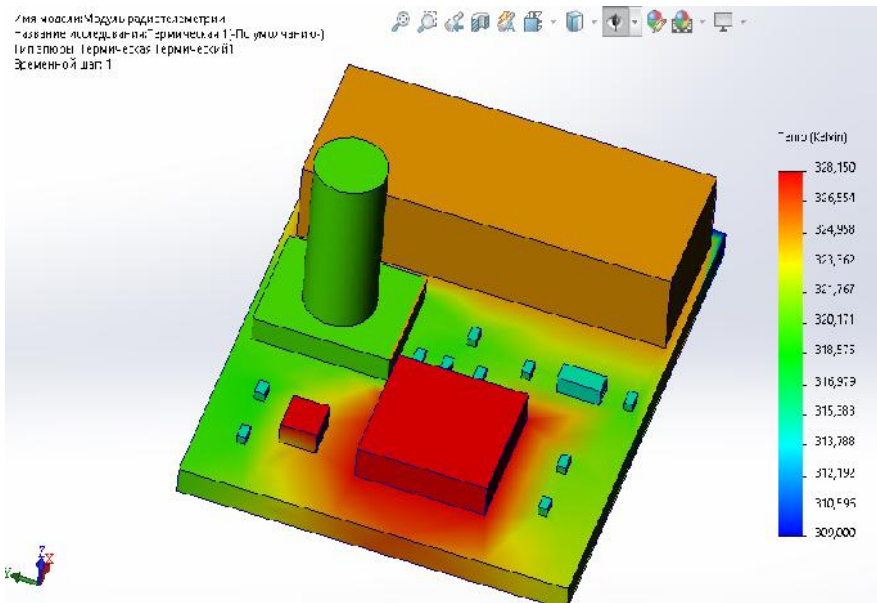 Имя модели:Модуль радиотелеметрии
Название исследования:Термическая 1(-По умолчанию-)
Тип эпюры: Термическая Термический1
Временной шаг: 1
Temp (Kelvin)
328,150
326,554
324,958
323,362
321,767
320,171
318,575
316,979
315,383
313,788
312,192
310,596
309,000
Z
X
Y